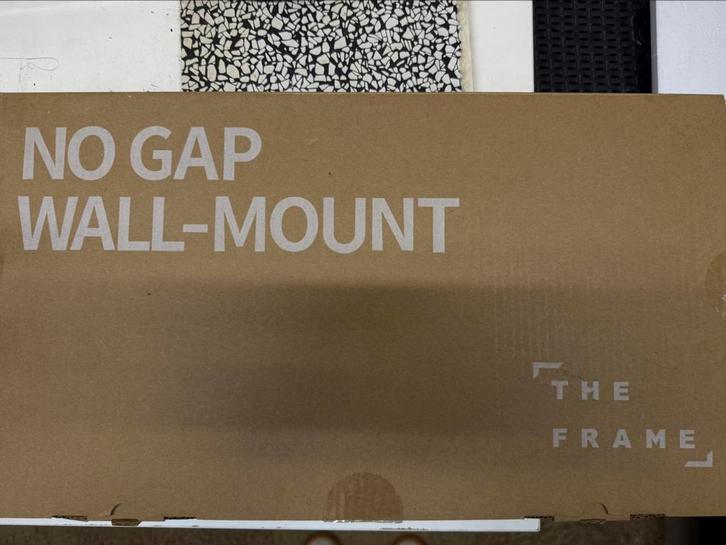 NO GAP
WALL-MOUNT
THE
FRAME